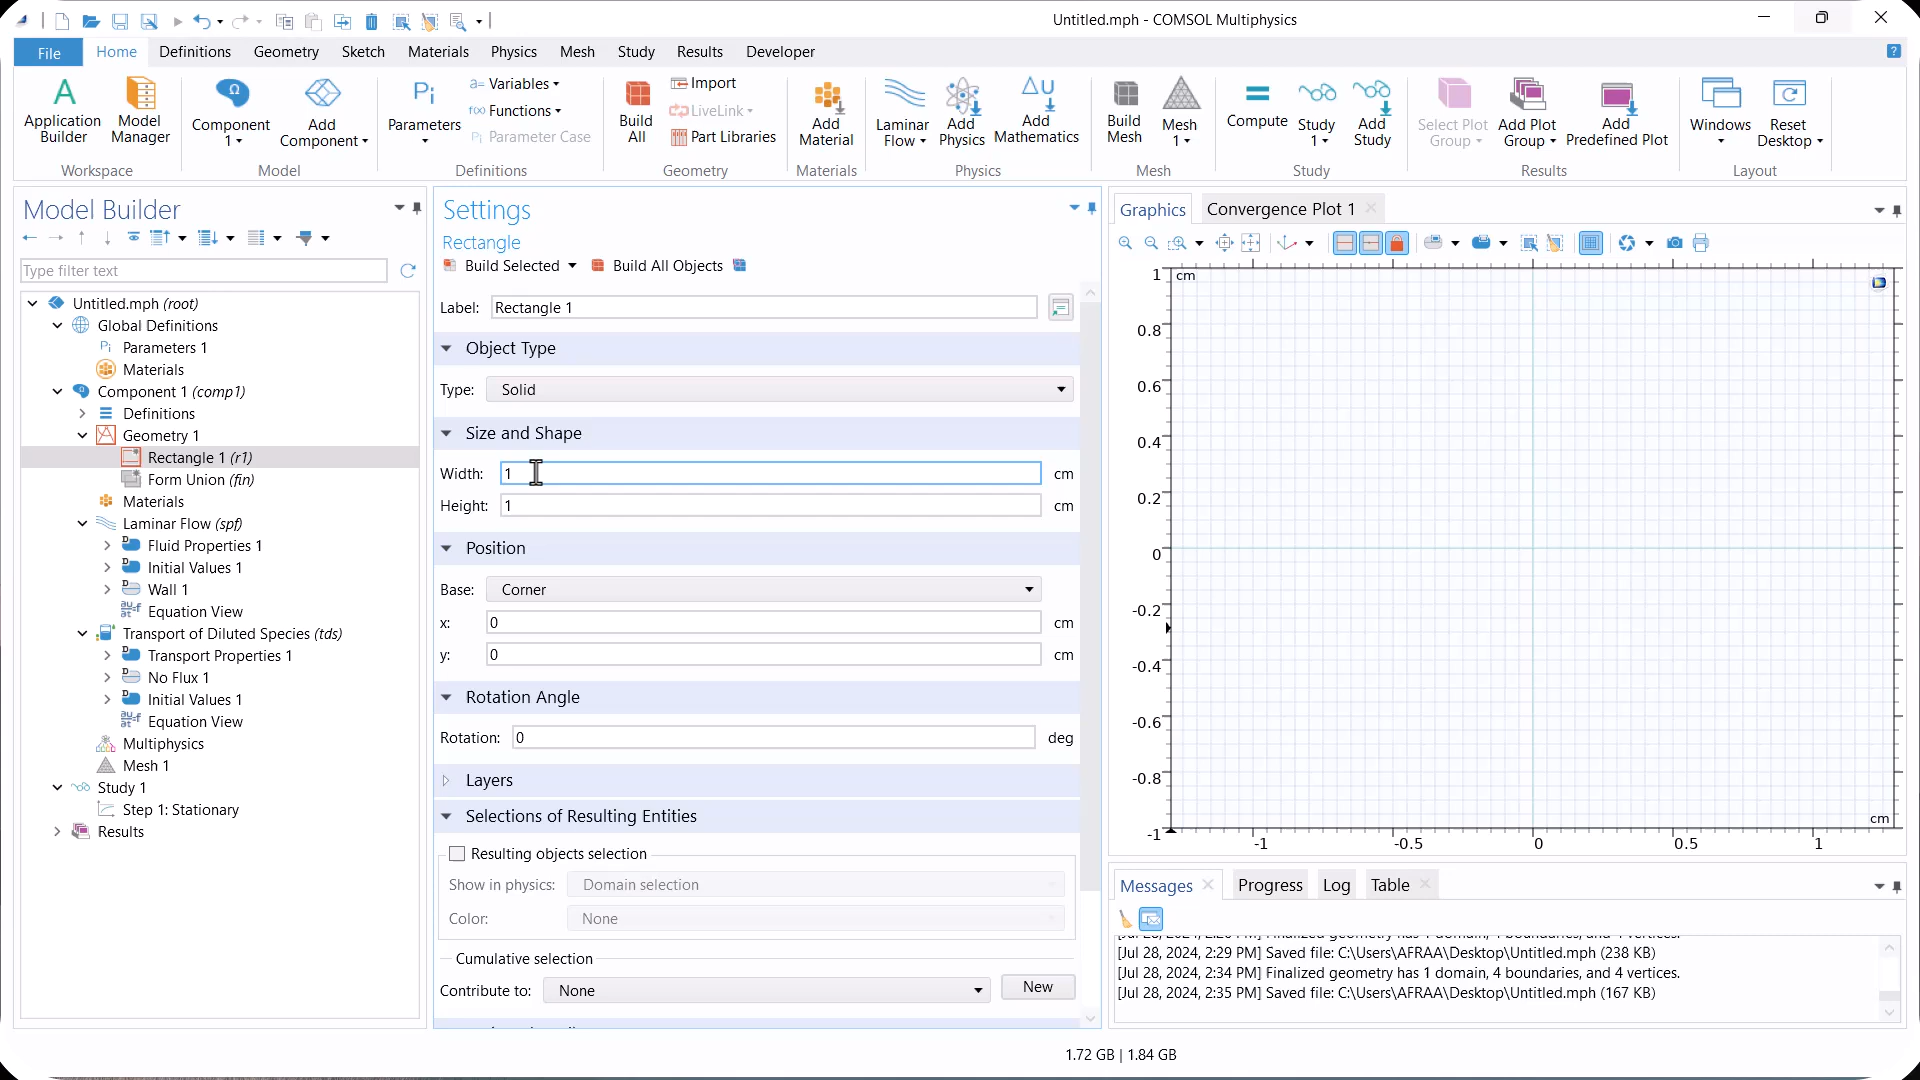 Untitled.mph - COMSOL Multiphysics
File Home Definitions Geometry Sketch Materials Physics Mesh Study Results Developer
Application Builder
Model Manager
Workspace
Component 1
Add Component
Model
Pi
Parameters
a= Variables
f(x) Functions
Pi Parameter Case
Definitions
Build All
Import
LiveLink
Part Libraries
Geometry
Add Material
Materials
Laminar Flow
Add Physics
ΔU
Add Mathematics
Physics
Build Mesh
Mesh 1
Mesh
Compute
Study 1
Add Study
Study
Select Plot Group
Add Plot Group
Add Predefined Plot
Results
Windows
Reset Desktop
Layout
Model Builder
Type filter text
Untitled.mph (root)
Global Definitions
Pi Parameters 1
Materials
Component 1 (comp1)
Definitions
Geometry 1
Rectangle 1 (r1)
Form Union (fin)
Materials
Laminar Flow (spf)
Fluid Properties 1
Initial Values 1
Wall 1
Equation View
Transport of Diluted Species (tds)
Transport Properties 1
No Flux 1
Initial Values 1
Equation View
Multiphysics
Mesh 1
Study 1
Step 1: Stationary
Results
Settings
Rectangle
Build Selected Build All Objects
Label: Rectangle 1
Object Type
Type: Solid
Size and Shape
Width: 1 cm
Height: 1 cm
Position
Base: Corner
x: 0 cm
y: 0 cm
Rotation Angle
Rotation: 0 deg
Layers
Selections of Resulting Entities
Resulting objects selection
Show in physics: Domain selection
Color: None
Cumulative selection
Contribute to: None New
Graphics Convergence Plot 1
1 cm
0.8
0.6
0.4
0.2
0
-0.2
-0.4
-0.6
-0.8
-1 cm
-1 -0.5 0 0.5 1
Messages Progress Log Table
[Jul 28, 2024, 2:29 PM] Saved file: C:\Users\AFRAA\Desktop\Untitled.mph (238 KB)
[Jul 28, 2024, 2:34 PM] Finalized geometry has 1 domain, 4 boundaries, and 4 vertices.
[Jul 28, 2024, 2:35 PM] Saved file: C:\Users\AFRAA\Desktop\Untitled.mph (167 KB)
1.72 GB | 1.84 GB